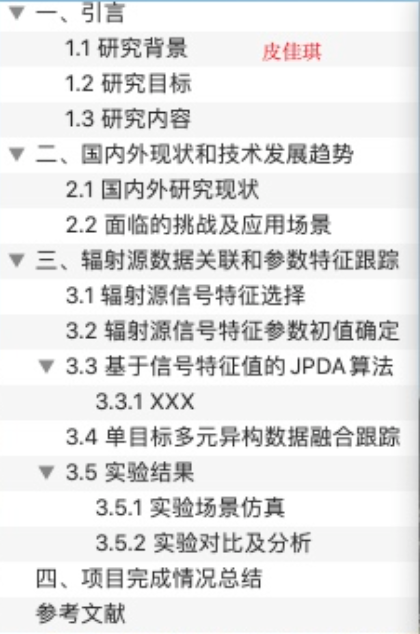 一、引言
1.1 研究背景 皮佳琪
1.2 研究目标
1.3 研究内容
二、国内外现状和技术发展趋势
2.1 国内外研究现状
2.2 面临的挑战及应用场景
三、辐射源数据关联和参数特征跟踪
3.1 辐射源信号特征选择
3.2 辐射源信号特征参数初值确定
3.3 基于信号特征值的JPDA算法
3.3.1 XXX
3.4 单目标多元异构数据融合跟踪
3.5 实验结果
3.5.1 实验场景仿真
3.5.2 实验对比及分析
四、项目完成情况总结
参考文献